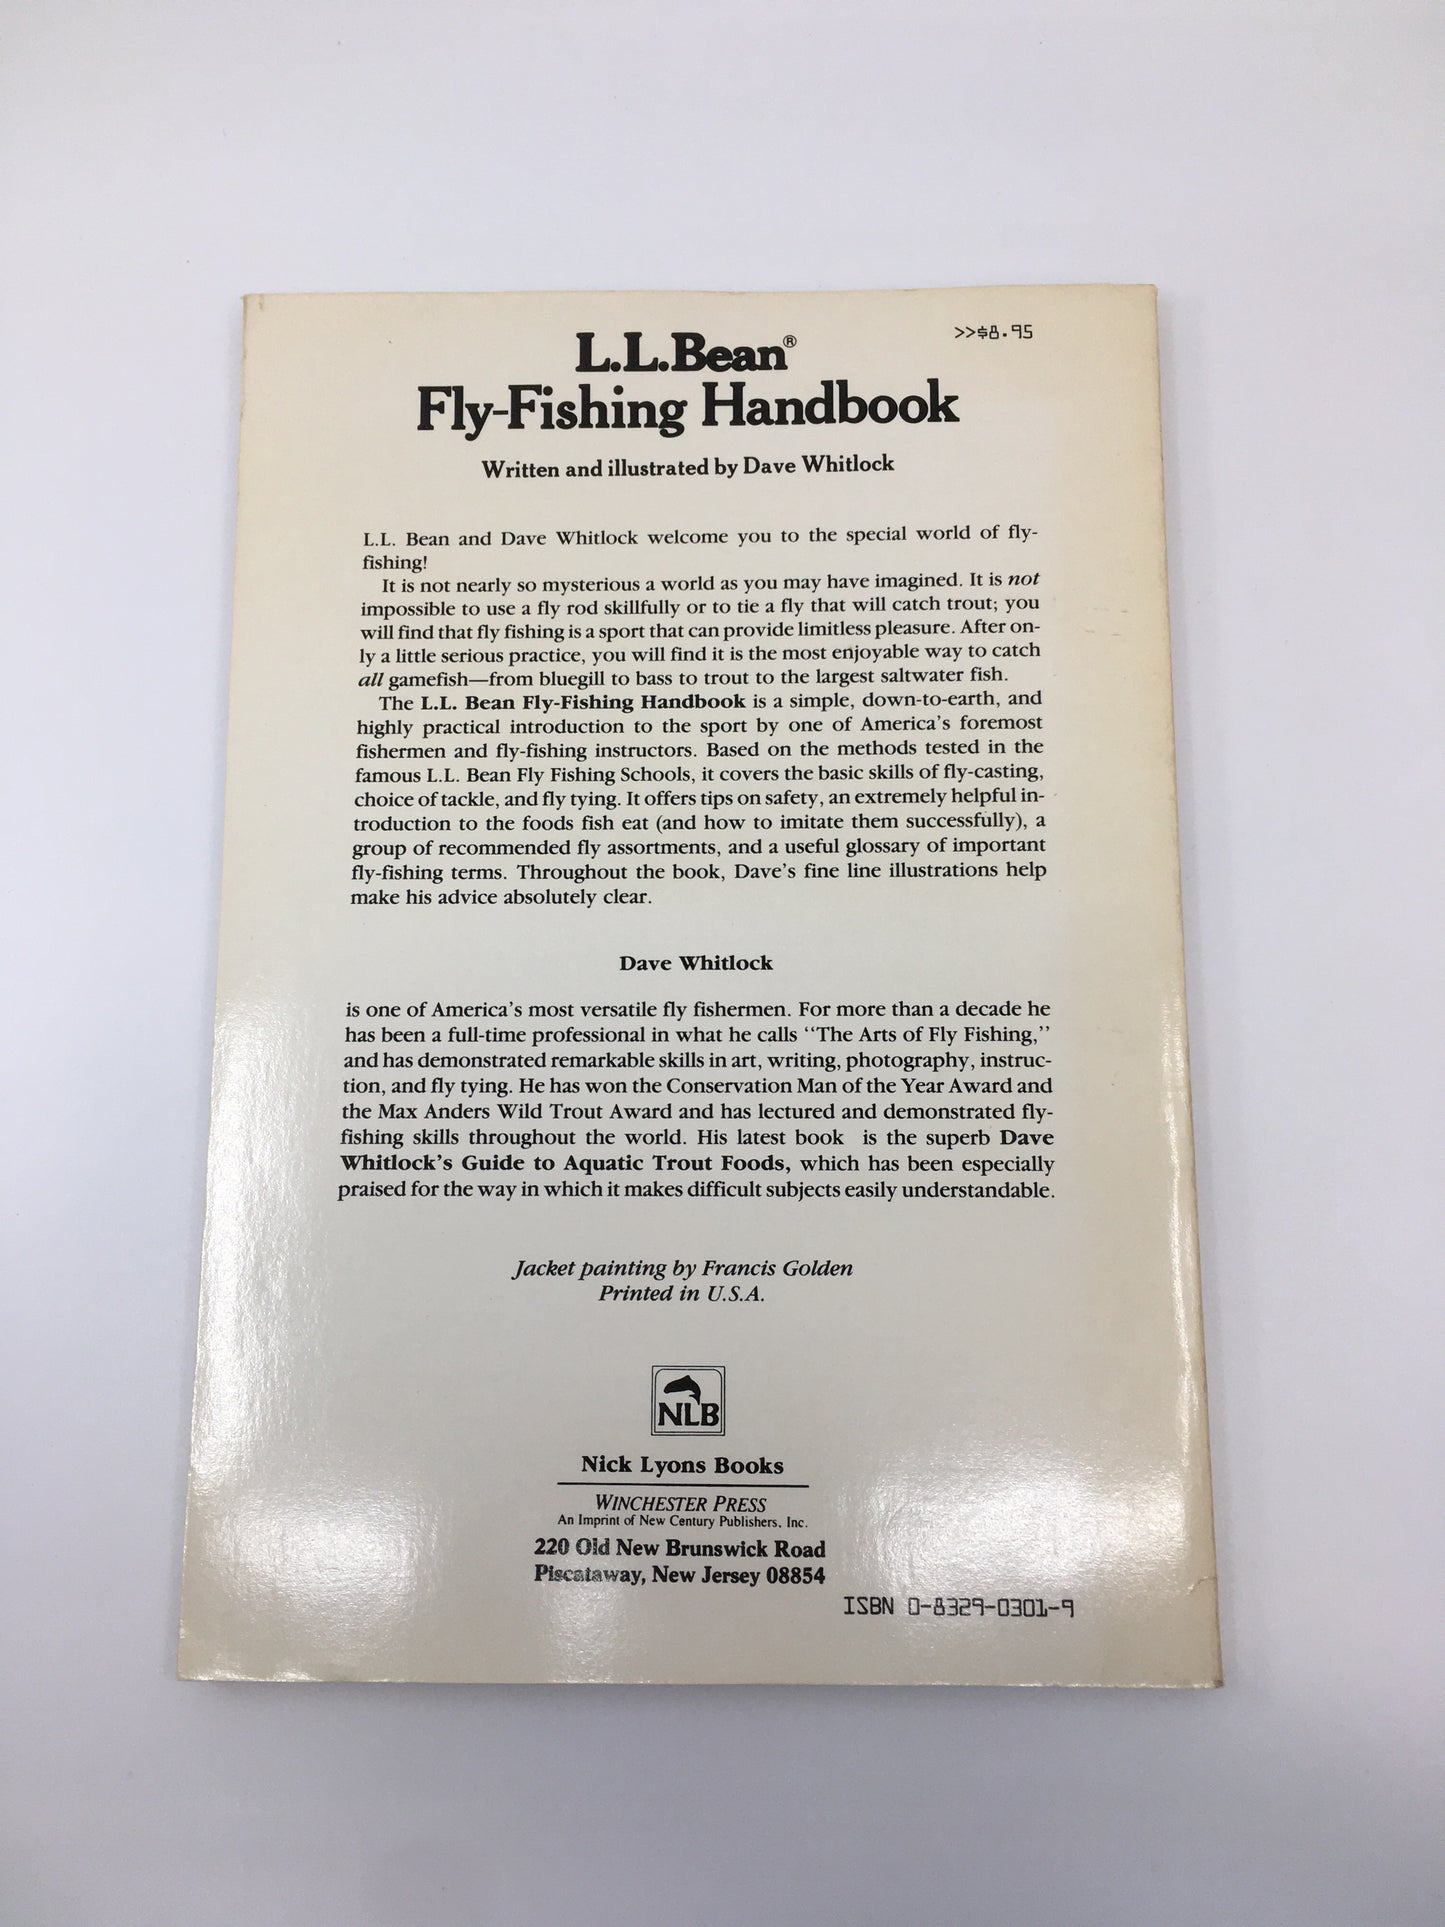 L.L.Bean®
>>$8.95
Fly-Fishing Handbook
Written and illustrated by Dave Whitlock
L.L. Bean and Dave Whitlock welcome you to the special world of fly-
fishing!
It is not nearly so mysterious a world as you may have imagined. It is not
impossible to use a fly rod skillfully or to tie a fly that will catch trout; you
will find that fly fishing is a sport that can provide limitless pleasure. After on-
ly a little serious practice, you will find it is the most enjoyable way to catch
all gamefish—from bluegill to bass to trout to the largest saltwater fish.
The L.L. Bean Fly-Fishing Handbook is a simple, down-to-earth, and
highly practical introduction to the sport by one of America's foremost
fishermen and fly-fishing instructors. Based on the methods tested in the
famous L.L. Bean Fly Fishing Schools, it covers the basic skills of fly-casting,
choice of tackle, and fly tying. It offers tips on safety, an extremely helpful in-
troduction to the foods fish eat (and how to imitate them successfully), a
group of recommended fly assortments, and a useful glossary of important
fly-fishing terms. Throughout the book, Dave's fine line illustrations help
make his advice absolutely clear.
Dave Whitlock
is one of America's most versatile fly fishermen. For more than a decade he
has been a full-time professional in what he calls "The Arts of Fly Fishing,"
and has demonstrated remarkable skills in art, writing, photography, instruc-
tion, and fly tying. He has won the Conservation Man of the Year Award and
the Max Anders Wild Trout Award and has lectured and demonstrated fly-
fishing skills throughout the world. His latest book is the superb Dave
Whitlock's Guide to Aquatic Trout Foods, which has been especially
praised for the way in which it makes difficult subjects easily understandable.
Jacket painting by Francis Golden
Printed in U.S.A.
NLB
Nick Lyons Books
WINCHESTER PRESS
An Imprint of New Century Publishers, Inc.
220 Old New Brunswick Road
Piscataway, New Jersey 08854
ISBN 0-8329-0301-9